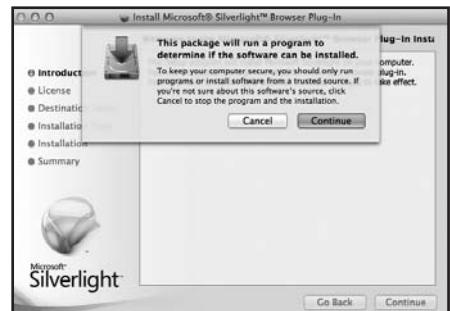 Install Microsoft® Silverlight™ Browser Plug-In
lug-In Insta
This package will run a program to
determine if the software can be installed.
To keep your computer secure, you should only run
programs or install software from a trusted source. If
you're not sure about this software's source, click
Cancel to stop the program and the installation.
Cancel
Continue
omputer.
lug-in.
ke effect.
Introduct
License
Destinatio
Installatio
Installation
Summary
Microsoft®
Silverlight™
Go Back
Continue